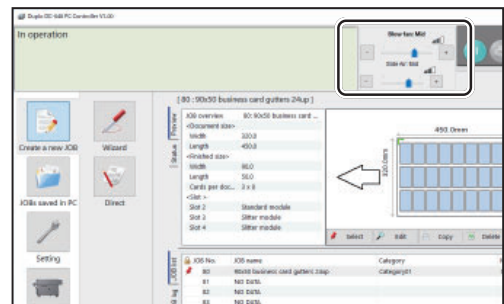 Duplo DC-648 PC Controller V1.00
In operation
Blow fan: Mid
Side Air: Mid
[ 80 : 90x50 business card gutters 24up ]
Preview
Status
JOB overview 80: 90x50 business card ...
<Document size>
Width 320.0
Length 450.0
<Finished size>
Width 90.0
Length 50.0
Cards per doc... 3 x 8
<Slot >
Slot 2 Standard module
Slot 3 Slitter module
Slot 4 Slitter module
450.0mm
320.0mm
Create a new JOB
Wizard
JOBs saved in PC
Direct
Setting
Select
Edit
Copy
Delete
JOB list
log
JOB No. JOB name Category
80 90x50 business card gutters 24up Category01
81 NO DATA
82 NO DATA
83 NO DATA